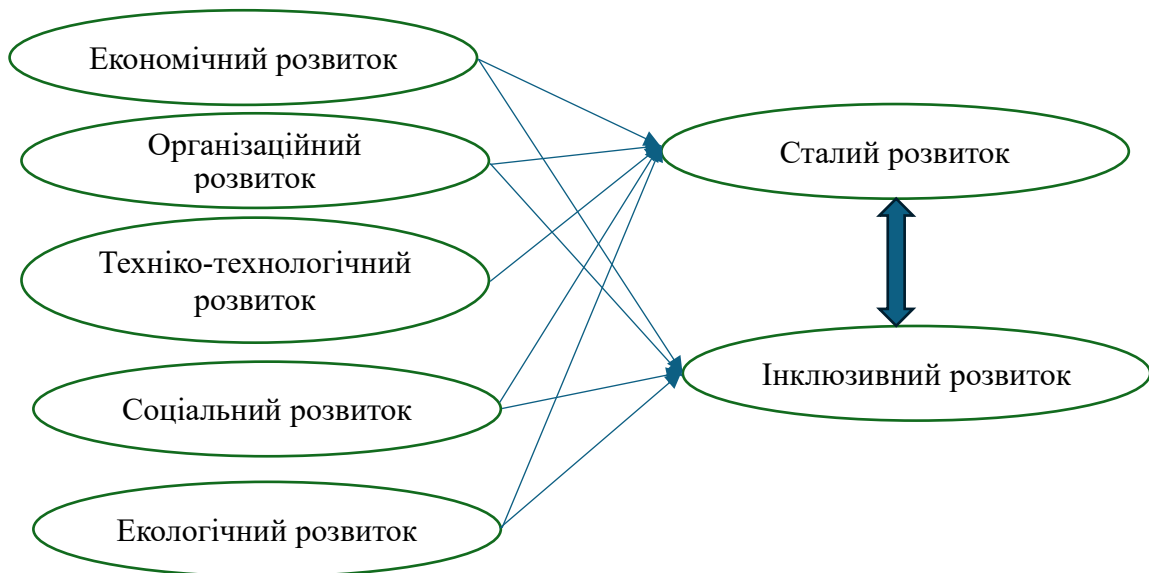 Економічний розвиток
Організаційний
розвиток
Техніко-технологічний
розвиток
Соціальний розвиток
Екологічний розвиток
Сталий розвиток
Інклюзивний розвиток